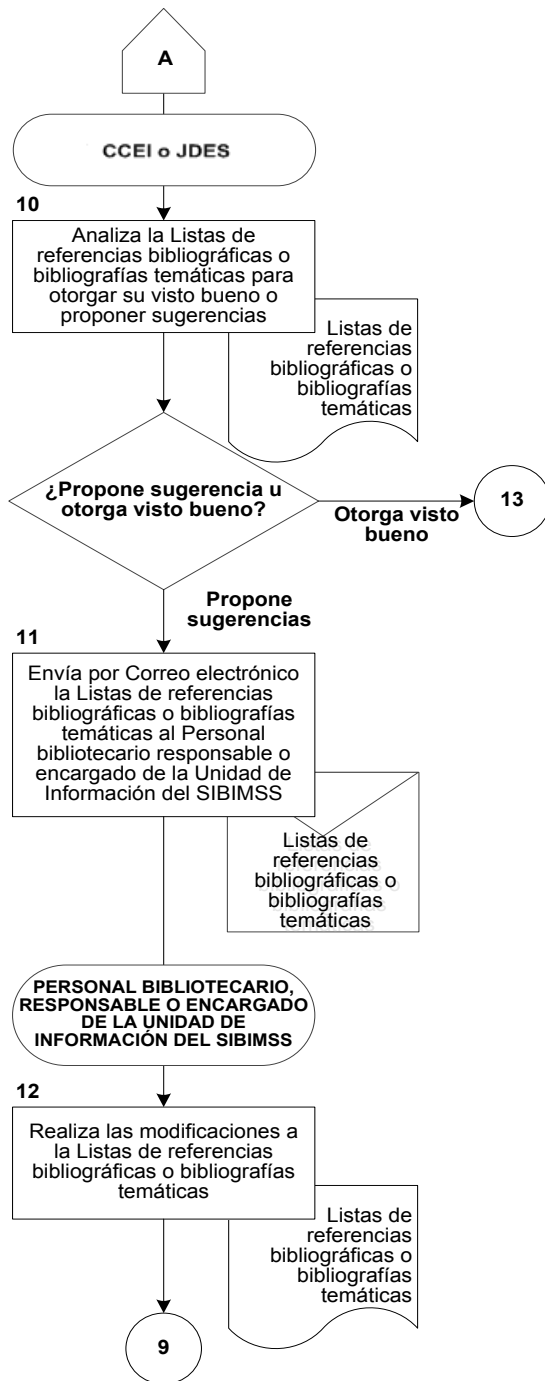 A
CCEI o JDES
10
Analiza la Listas de
referencias bibliográficas o
bibliografías temáticas para
otorgar su visto bueno o
proponer sugerencias
Listas de
referencias
bibliográficas o
bibliografías
temáticas
¿Propone sugerencia u
otorga visto bueno?
Otorga visto
bueno
13
Propone
sugerencias
11
Envía por Correo electrónico
la Listas de referencias
bibliográficas o bibliografías
temáticas al Personal
bibliotecario responsable o
encargado de la Unidad de
Información del SIBIMSS
Listas de
referencias
bibliográficas o
bibliografías
temáticas
PERSONAL BIBLIOTECARIO,
RESPONSABLE O ENCARGADO
DE LA UNIDAD DE
INFORMACIÓN DEL SIBIMSS
12
Realiza las modificaciones a
la Listas de referencias
bibliográficas o bibliografías
temáticas
Listas de
referencias
bibliográficas o
bibliografías
temáticas
9